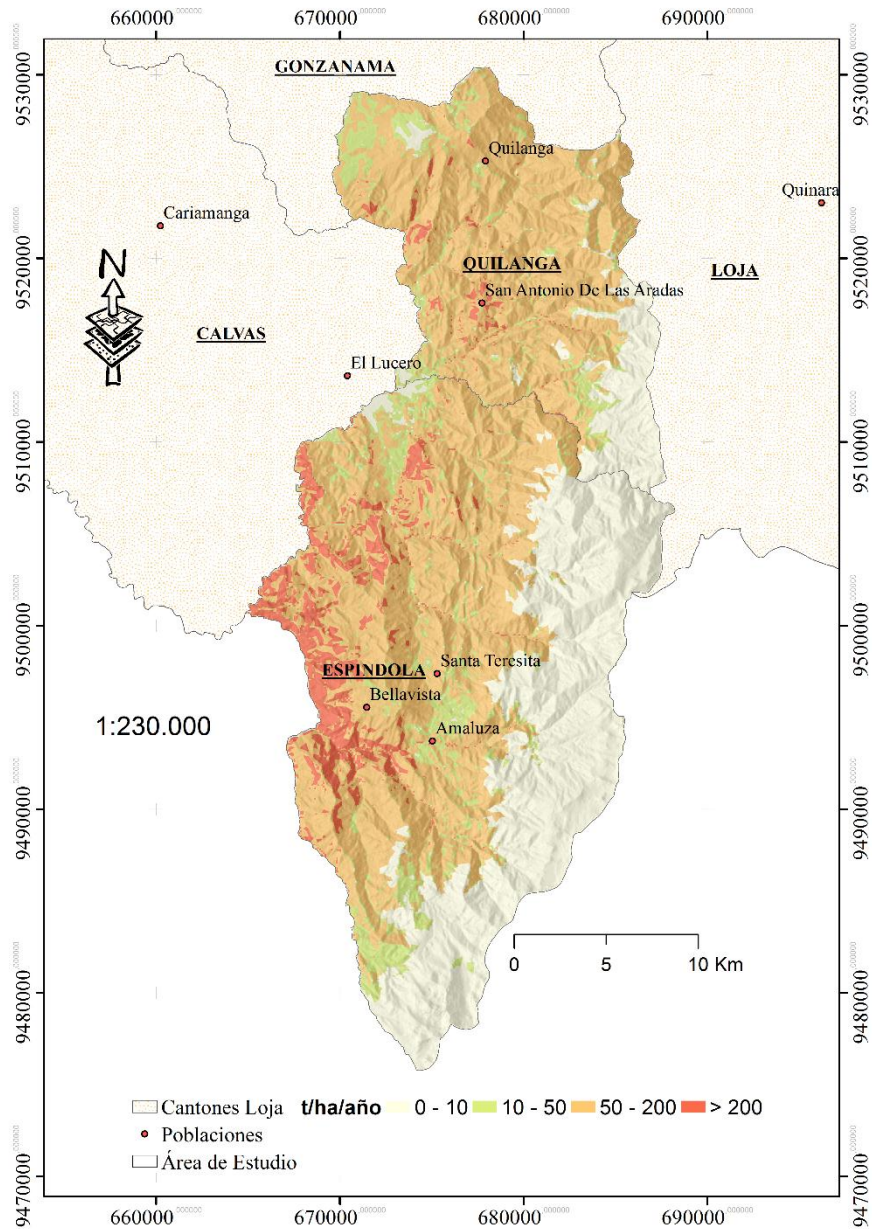 660000 670000 680000 690000
GONZANAMA
9530000 9530000
Quilanga
Quinara
Cariamanga
N
9520000 9520000
QUILANGA
LOJA
San Antonio De Las Aradas
CALVAS
El Lucero
9510000 9510000
9500000 9500000
Santa Teresita
ESPINDOLA
Bellavista
1:230.000
Amaluza
9490000 9490000
0 5 10 Km
9480000 9480000
Cantones Loja t/ha/año 0 - 10 10 - 50 50 - 200 > 200
Poblaciones
Área de Estudio
9470000 9470000
660000 670000 680000 690000